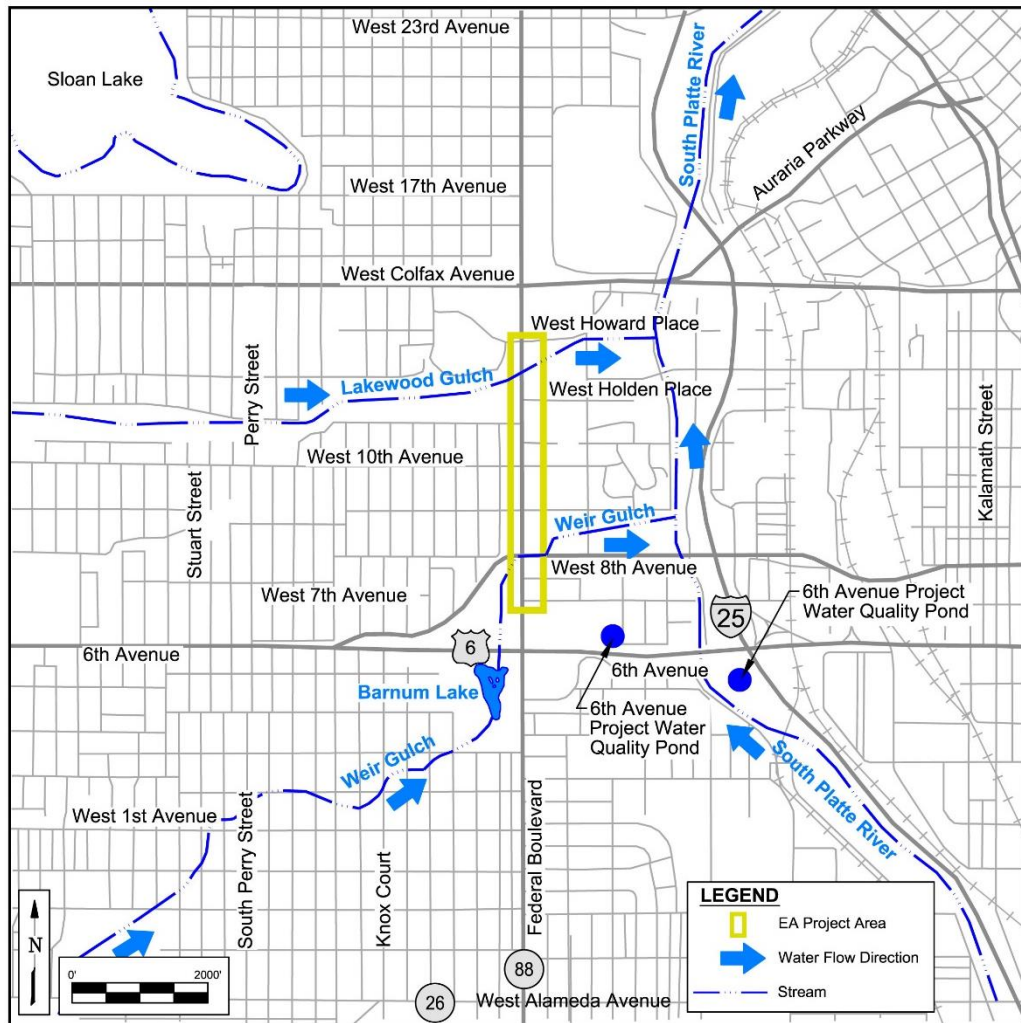 West 23rd Avenue
Sloan Lake
South Platte River
Auraria Parkway
West 17th Avenue
West Colfax Avenue
West Howard Place
Lakewood Gulch
West Holden Place
Perry Street
West 10th Avenue
Kalamath Street
Stuart Street
Weir Gulch
West 8th Avenue
West 7th Avenue
6th Avenue Project
Water Quality Pond
25
6
6th Avenue
6th Avenue
Barnum Lake
6th Avenue
Project Water
Quality Pond
Weir Gulch
South Platte River
West 1st Avenue
South Perry Street
Knox Court
Federal Boulevard
LEGEND
EA Project Area
Water Flow Direction
Stream
N
0'
2000'
88
26
West Alameda Avenue